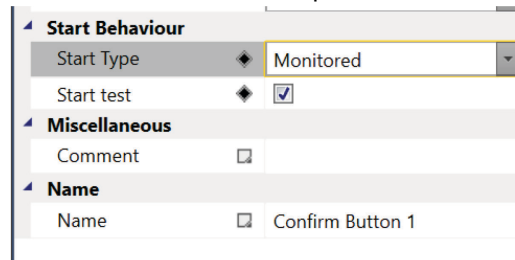 Start Behaviour
Start Type Monitored
Start test
Miscellaneous
Comment
Name
Name Confirm Button 1